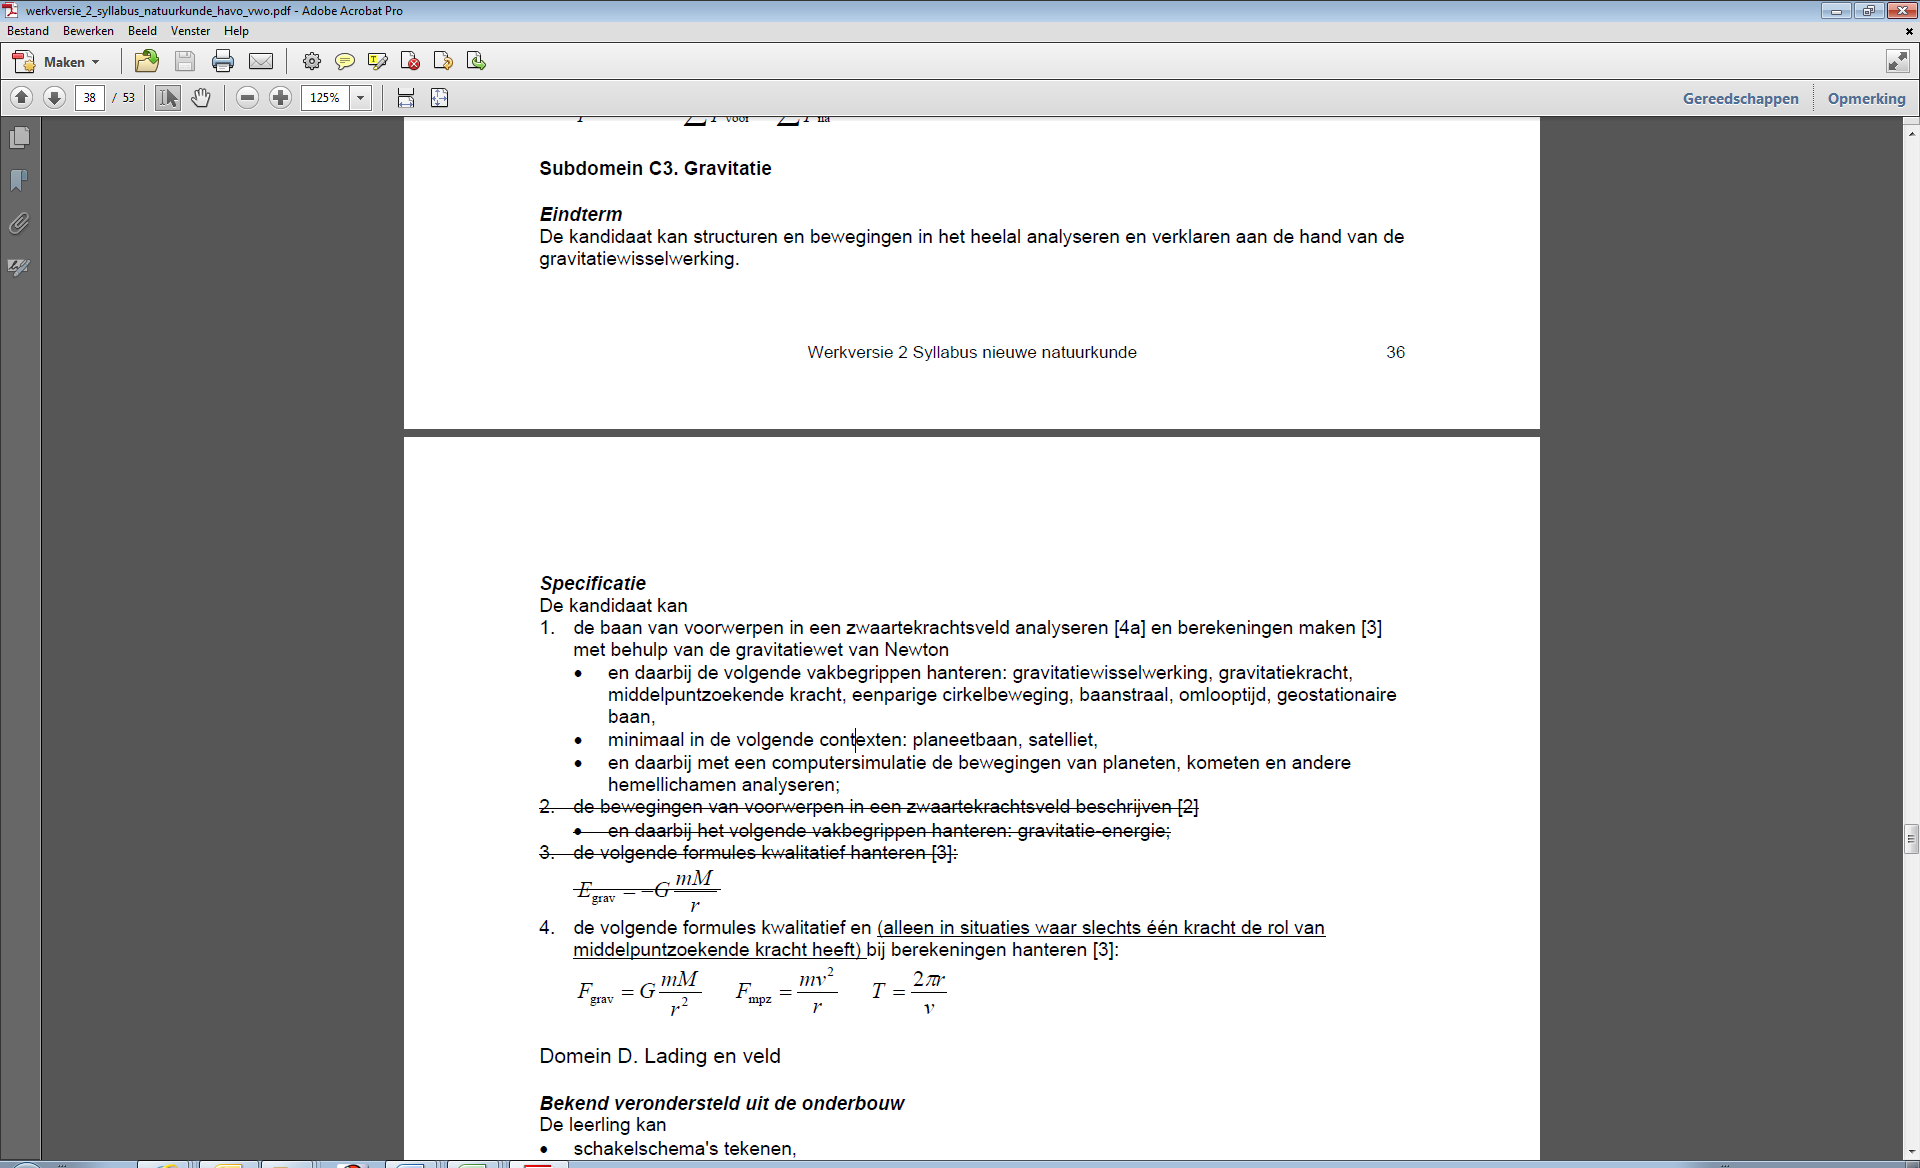 werkversie_2_syllabus_natuurkunde_havo_vwo.pdf - Adobe Acrobat Pro
Bestand Bewerken Beeld Venster Help
Maken
38 / 53 125% Gereedschappen Opmerking
Subdomein C3. Gravitatie
Eindterm
De kandidaat kan structuren en bewegingen in het heelal analyseren en verklaren aan de hand van de
gravitatiewisselwerking.
Werkversie 2 Syllabus nieuwe natuurkunde 36
Specificatie
De kandidaat kan
1. de baan van voorwerpen in een zwaartekrachtsveld analyseren [4a] en berekeningen maken [3]
met behulp van de gravitatiewet van Newton
• en daarbij de volgende vakbegrippen hanteren: gravitatiewisselwerking, gravitatiekracht,
middelpuntzoekende kracht, eenparige cirkelbeweging, baanstraal, omlooptijd, geostationaire
baan,
• minimaal in de volgende contexten: planeetbaan, satelliet,
• en daarbij met een computersimulatie de bewegingen van planeten, kometen en andere
hemellichamen analyseren;
2. de bewegingen van voorwerpen in een zwaartekrachtsveld beschrijven [2]
• en daarbij het volgende vakbegrippen hanteren: gravitatie-energie;
3. de volgende formules kwalitatief hanteren [3]:
E grav = −G mM / r
4. de volgende formules kwalitatief en (alleen in situaties waar slechts één kracht de rol van
middelpuntzoekende kracht heeft) bij berekeningen hanteren [3]:
F grav = G mM / r² F mpz = mv² / r T = 2πr / v
Domein D. Lading en veld
Bekend verondersteld uit de onderbouw
De leerling kan
• schakelschema's tekenen,